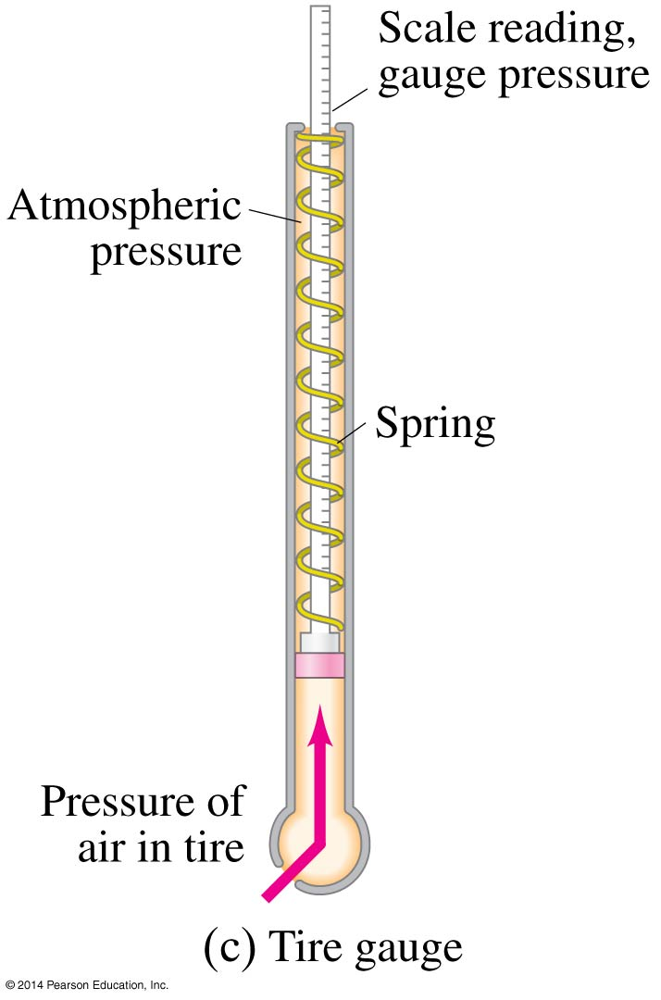 Scale reading,
gauge pressure
Atmospheric
pressure
Spring
Pressure of
air in tire
(c) Tire gauge
© 2014 Pearson Education, Inc.